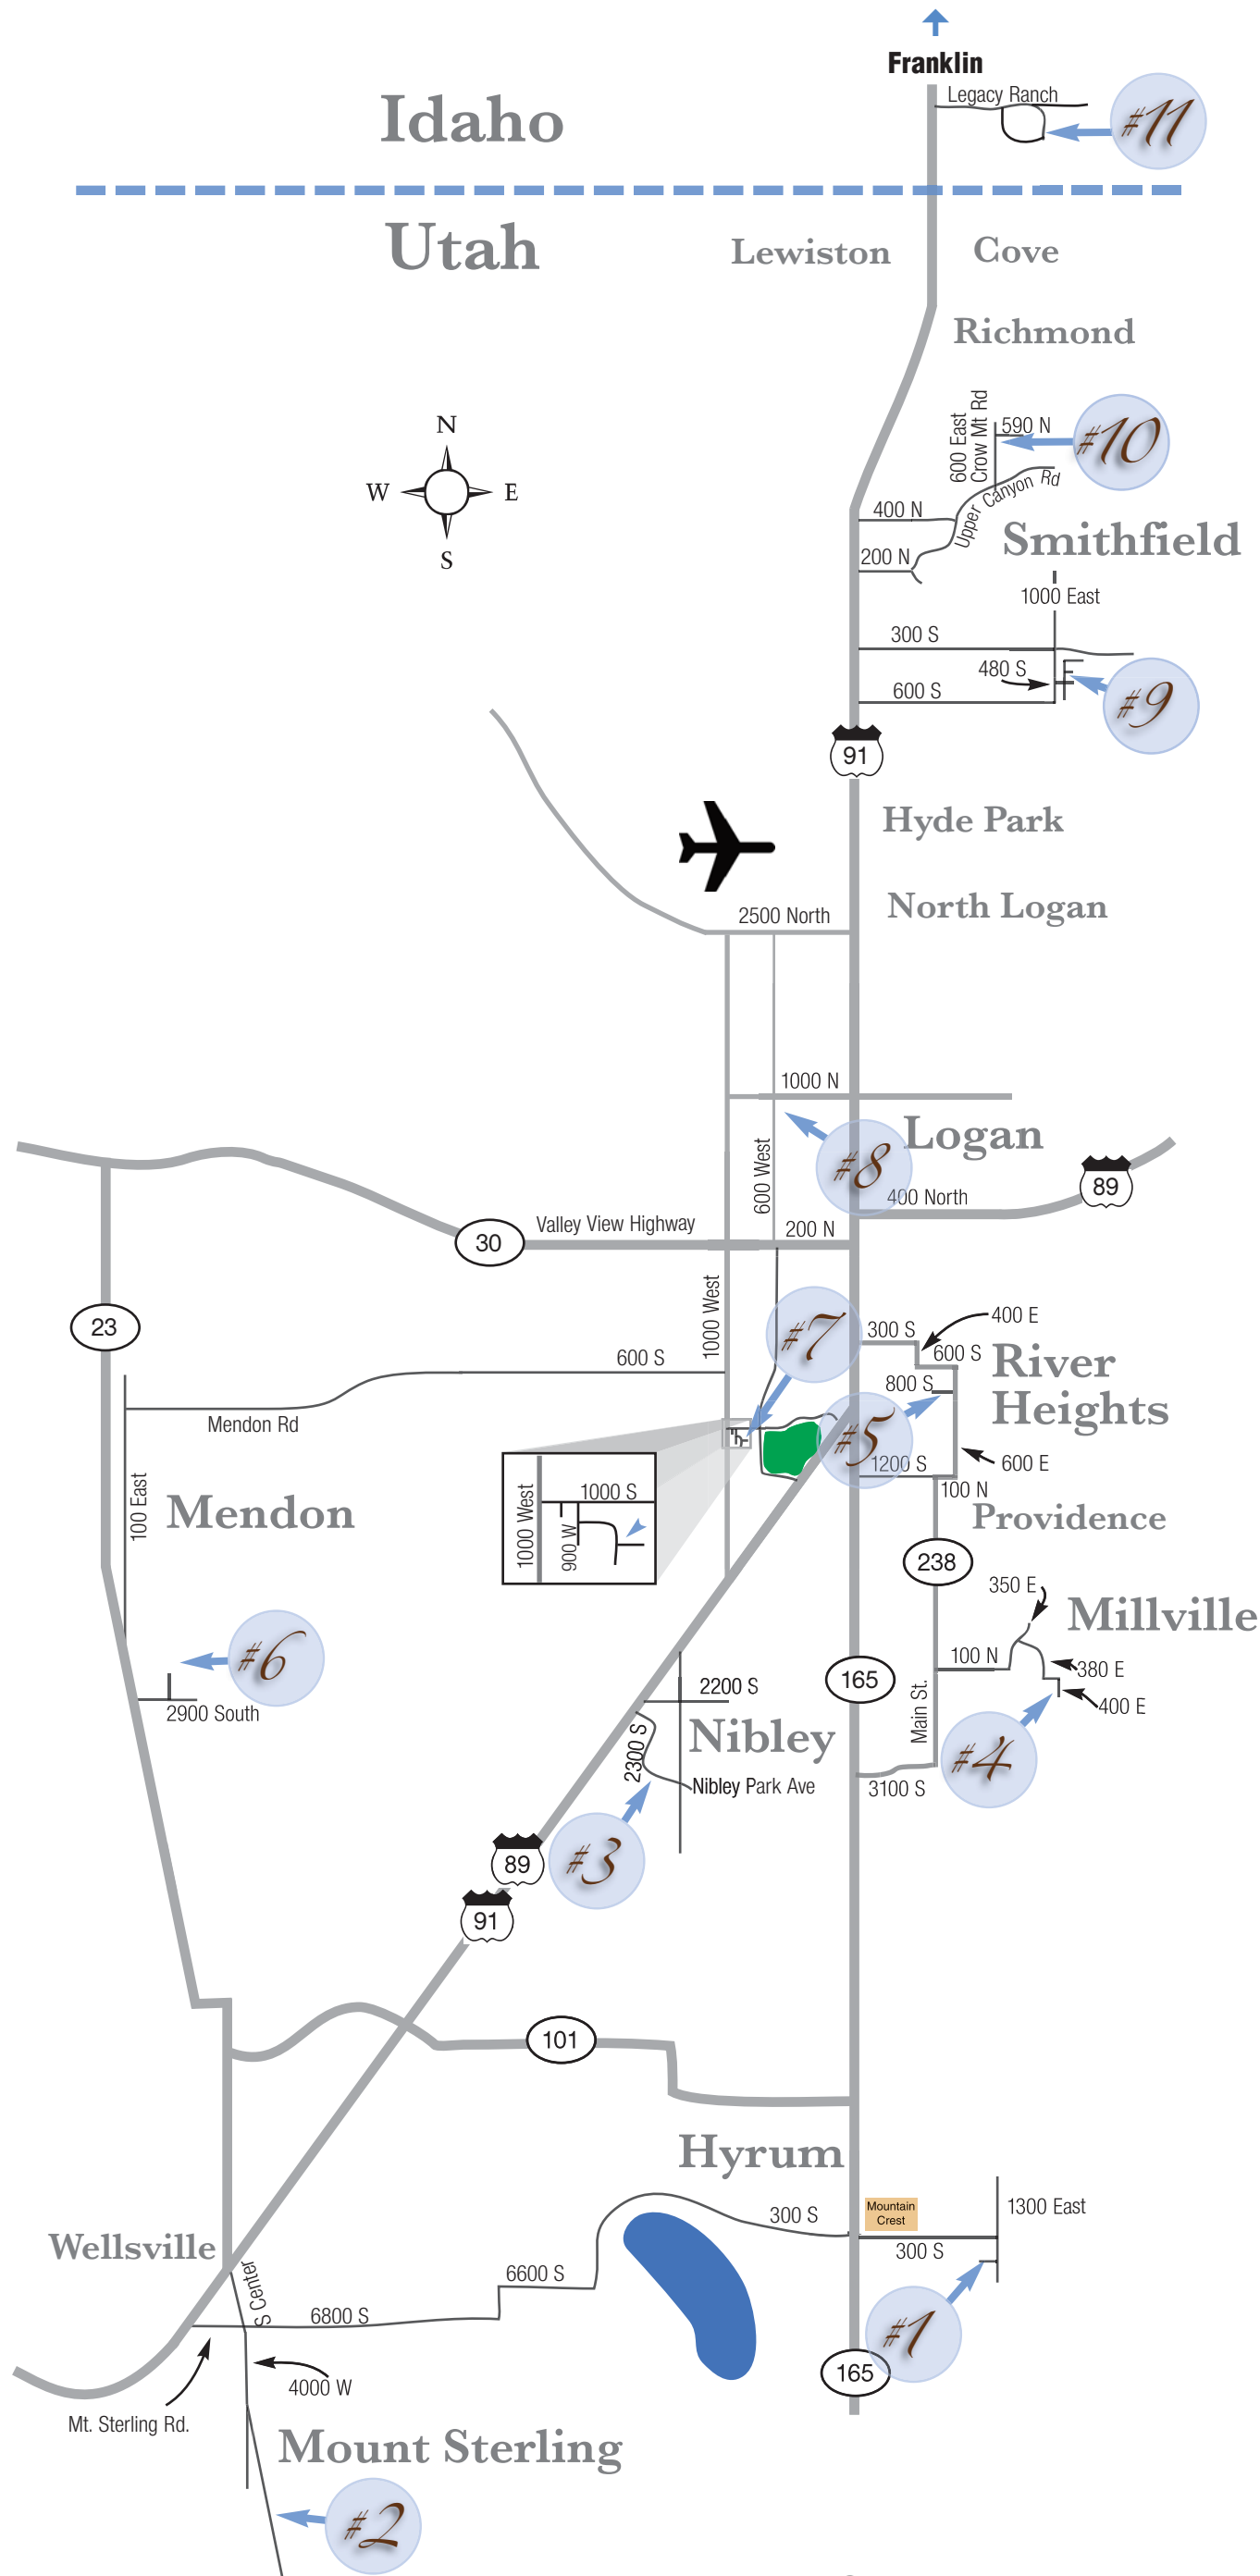 Franklin
Legacy Ranch
#11
Idaho
Utah
Lewiston
Cove
Richmond
600 East
Crow Mt Rd
590 N
#10
N
W
E
S
Upper Canyon Rd
400 N
Smithfield
200 N
1000 East
300 S
480 S
600 S
#9
91
Hyde Park
2500 North
North Logan
1000 N
Logan
600 West
#8
89
400 North
Valley View Highway
200 N
30
1000 West
23
#7
300 S
400 E
600 S
River
Heights
600 S
800 S
Mendon Rd
#5
1200 S
600 E
100 N
1000 West
1000 S
900 W
100 East
Mendon
Providence
238
350 E
Millville
#6
100 N
380 E
165
2200 S
400 E
2900 South
Main St.
Nibley
2300 S
#4
Nibley Park Ave
3100 S
#3
89
91
101
Hyrum
Mountain
Crest
1300 East
300 S
300 S
Wellsville
S Center
6600 S
6800 S
#1
165
4000 W
Mt. Sterling Rd.
Mount Sterling
#2